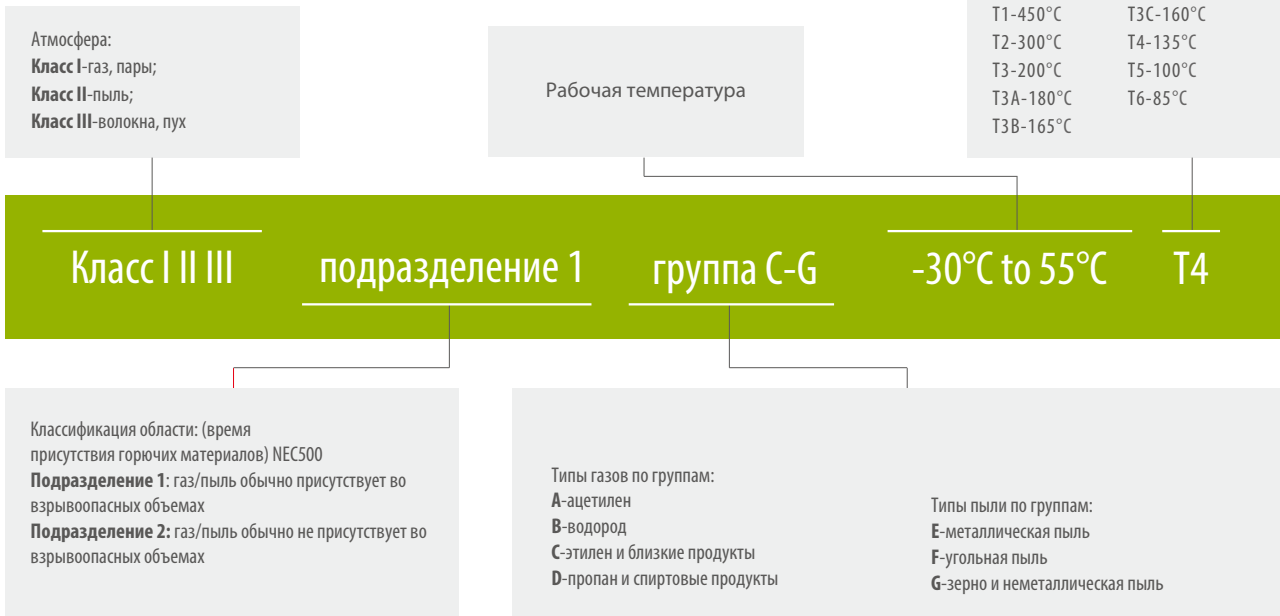 Атмосфера:
Класс I-газ, пары;
Класс II-пыль;
Класс III-волокна, пух
Рабочая температура
T1-450°C
T2-300°C
T3-200°C
T3A-180°C
T3B-165°C
T3C-160°C
T4-135°C
T5-100°C
T6-85°C
Класс I II III
подразделение 1
группа C-G
-30°C to 55°C
T4
Классификация области: (время
присутствия горючих материалов) NEC500
Подразделение 1: газ/пыль обычно присутствует во
взрывоопасных объемах
Подразделение 2: газ/пыль обычно не присутствует во
взрывоопасных объемах
Типы газов по группам:
A-ацетилен
B-водород
C-этилен и близкие продукты
D-пропан и спиртовые продукты
Типы пыли по группам:
E-металлическая пыль
F-угольная пыль
G-зерно и неметаллическая пыль